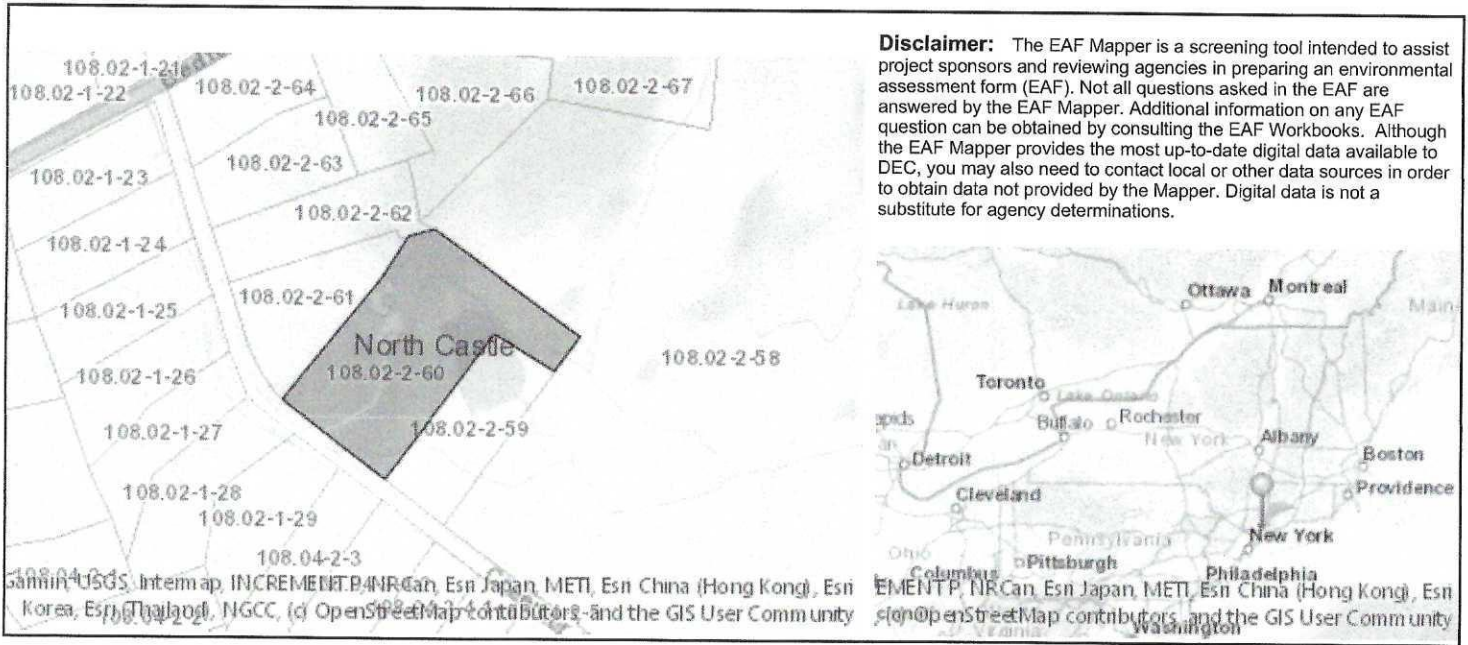 Disclaimer: The EAF Mapper is a screening tool intended to assist
project sponsors and reviewing agencies in preparing an environmental
assessment form (EAF). Not all questions asked in the EAF are
answered by the EAF Mapper. Additional information on any EAF
question can be obtained by consulting the EAF Workbooks. Although
the EAF Mapper provides the most up-to-date digital data available to
DEC, you may also need to contact local or other data sources in order
to obtain data not provided by the Mapper. Digital data is not a
substitute for agency determinations.
108.02-1-21
108.02-1-22
108.02-2-64
108.02-2-66
108.02-2-67
108.02-2-65
108.02-2-63
108.02-1-23
108.02-2-62
108.02-1-24
108.02-2-61
108.02-1-25
North Castle
108.02-2-60
108.02-2-58
108.02-1-26
108.02-2-59
108.02-1-27
108.02-1-28
108.02-1-29
108.04-2-3
USGS, Intermap, INCREMENT P, NRCan, Esri Japan, METI, Esri China (Hong Kong), Esri
Korea, Esri (Thailand), NGCC, (c) OpenStreetMap contributors, and the GIS User Community
Ottawa
Montreal
Lake Huron
Main
Toronto
Lake Ontario
apids
Buffalo
Rochester
New York
Albany
Detroit
Boston
Cleveland
Providence
New York
Pennsylvania
Ohio
Columbus
Pittsburgh
Philadelphia
EMENT P, NRCan, Esri Japan, METI, Esri China (Hong Kong), Esri
OpenStreetMap contributors, and the GIS User Community
Virginia
Washington